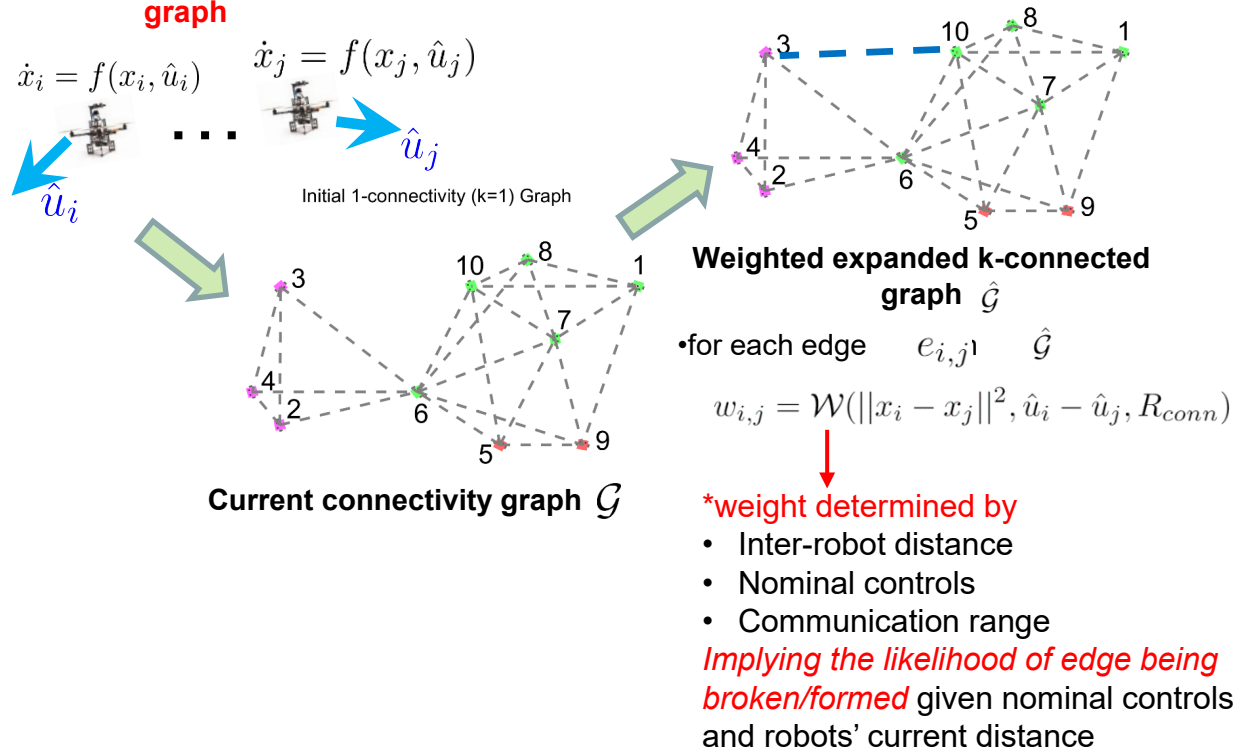 graph
ẋ_i = f(x_i, û_i)
ẋ_j = f(x_j, û_j)
...
û_j
û_i
Initial 1-connectivity (k=1) Graph
3
10
8
1
7
4
2
6
5
9
Current connectivity graph 𝒢
3
10
8
1
7
4
2
6
5
9
Weighted expanded k-connected
graph 𝒢̂
•for each edge e_{i,j} 𝒢̂
w_{i,j} = 𝒲(||x_i − x_j||², û_i − û_j, R_{conn})
*weight determined by
• Inter-robot distance
• Nominal controls
• Communication range
Implying the likelihood of edge being
broken/formed given nominal controls
and robots’ current distance